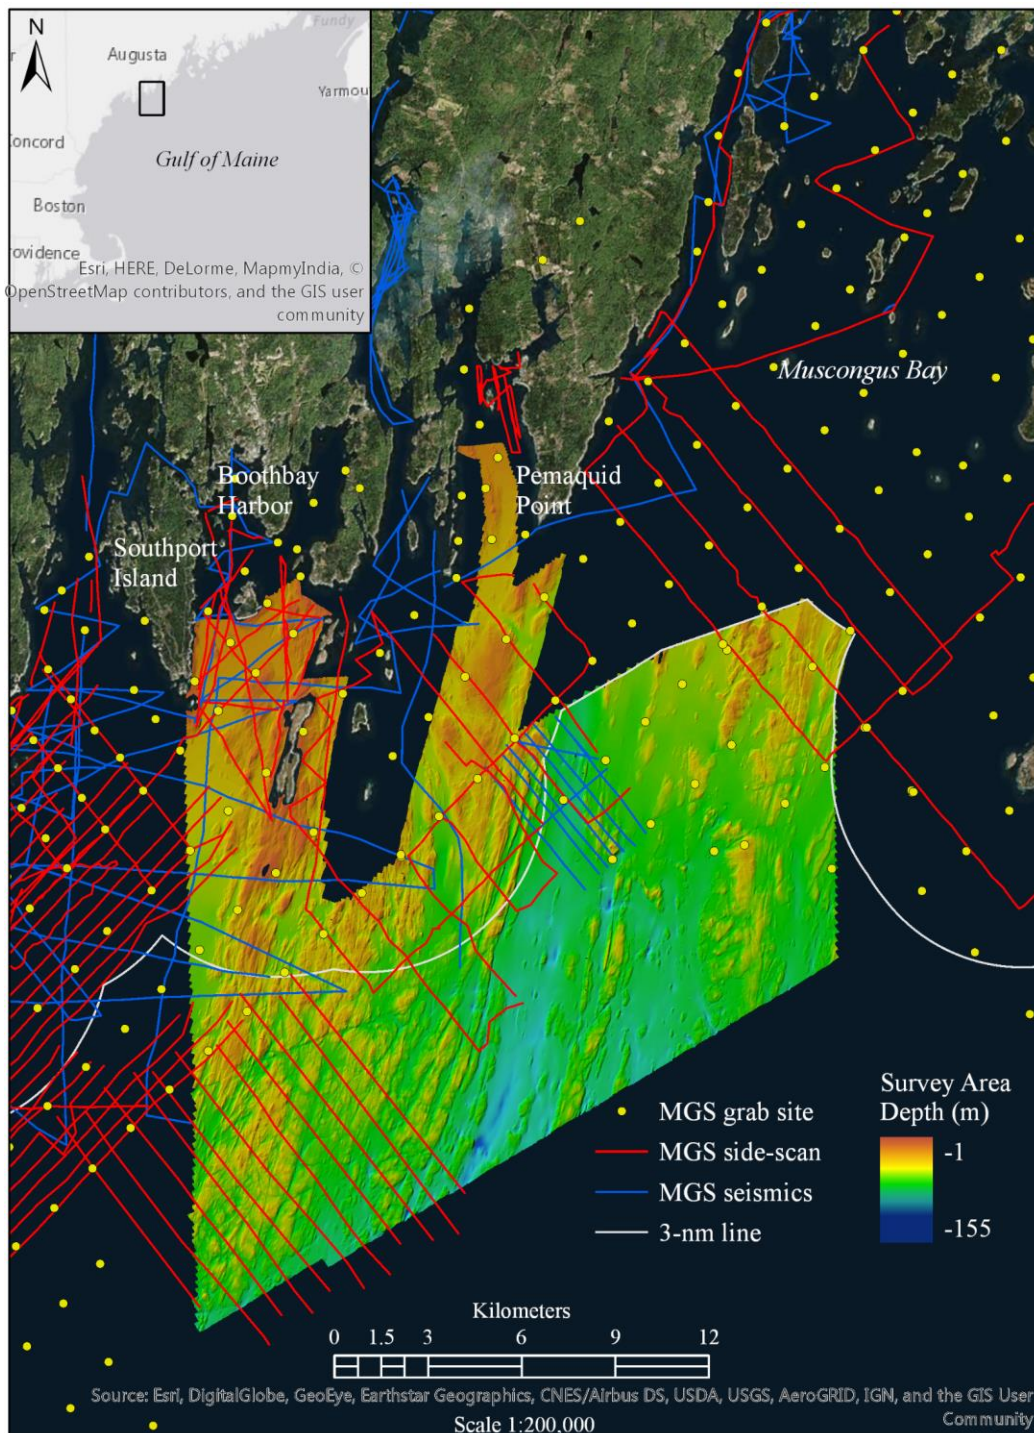 Fundy
N
Augusta
Yarmou
Concord
Gulf of Maine
Boston
rovidence
Esri, HERE, DeLorme, MapmyIndia, ©
OpenStreetMap contributors, and the GIS user
community
Muscongus Bay
Boothbay
Harbor
Pemaquid
Point
Southport
Island
MGS grab site
MGS side-scan
MGS seismics
3-nm line
Survey Area
Depth (m)
-1
-155
Kilometers
0 1.5 3 6 9 12
Source: Esri, DigitalGlobe, GeoEye, Earthstar Geographics, CNES/Airbus DS, USDA, USGS, AeroGRID, IGN, and the GIS User
Community
Scale 1:200,000